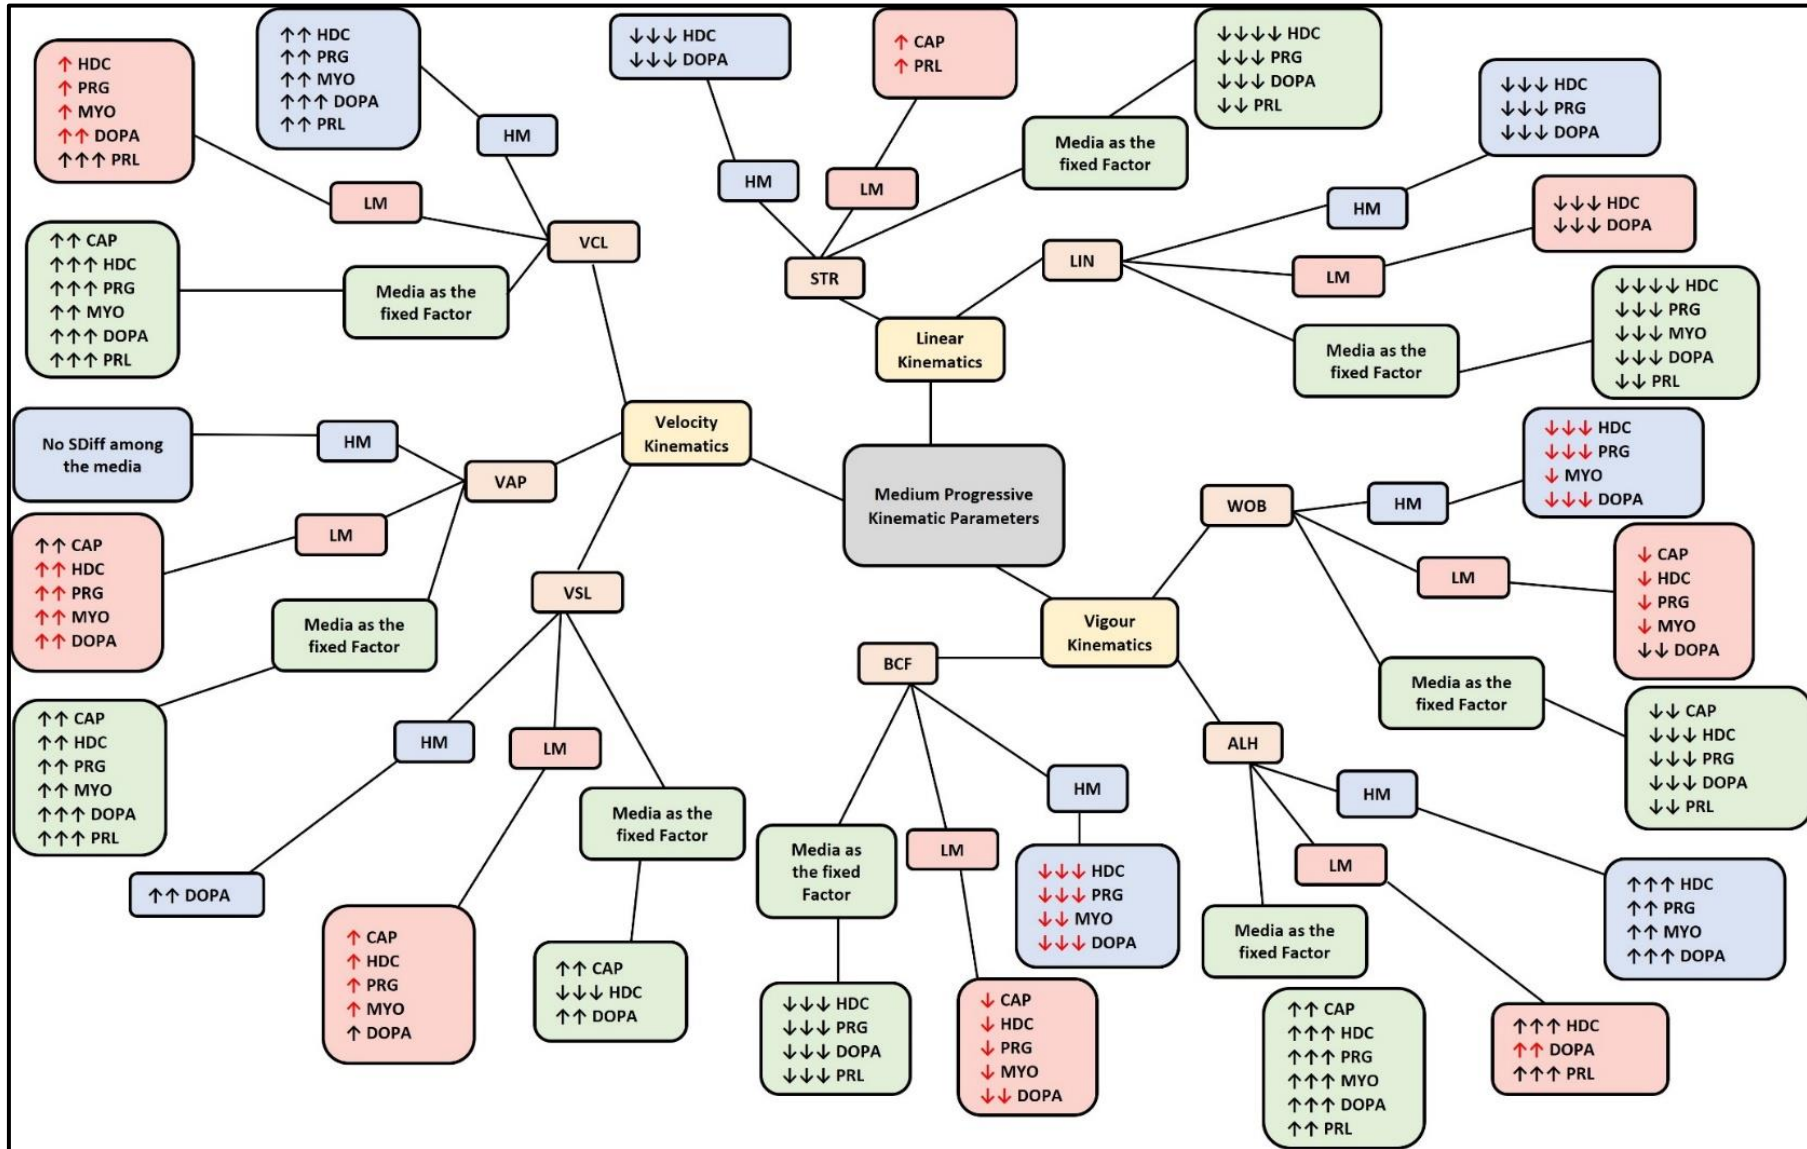 Medium Progressive
Kinematic Parameters
Velocity
Kinematics
VCL
LM
↑ HDC
↑ PRG
↑ MYO
↑↑ DOPA
↑↑↑ PRL
HM
↑↑ HDC
↑↑ PRG
↑↑ MYO
↑↑↑ DOPA
↑↑ PRL
Media as the
fixed Factor
↑↑ CAP
↑↑↑ HDC
↑↑↑ PRG
↑↑ MYO
↑↑↑ DOPA
↑↑↑ PRL
VAP
HM
No SDiff among
the media
LM
↑↑ CAP
↑↑ HDC
↑↑ PRG
↑↑ MYO
↑↑ DOPA
Media as the
fixed Factor
↑↑ CAP
↑↑ HDC
↑↑ PRG
↑↑ MYO
↑↑↑ DOPA
↑↑↑ PRL
VSL
HM
↑↑ DOPA
LM
↑ CAP
↑ HDC
↑ PRG
↑ MYO
↑ DOPA
Media as the
fixed Factor
↑↑ CAP
↓↓↓ HDC
↑↑ DOPA
Linear
Kinematics
STR
HM
↓↓↓ HDC
↓↓↓ DOPA
LM
↑ CAP
↑ PRL
Media as the
fixed Factor
↓↓↓↓ HDC
↓↓↓ PRG
↓↓↓ DOPA
↓↓ PRL
LIN
HM
↓↓↓ HDC
↓↓↓ PRG
↓↓↓ DOPA
LM
↓↓↓ HDC
↓↓↓ DOPA
Media as the
fixed Factor
↓↓↓↓ HDC
↓↓↓ PRG
↓↓↓ MYO
↓↓↓ DOPA
↓↓ PRL
Vigour
Kinematics
WOB
HM
↓↓↓ HDC
↓↓↓ PRG
↓ MYO
↓↓↓ DOPA
LM
↓ CAP
↓ HDC
↓ PRG
↓ MYO
↓↓ DOPA
Media as the
fixed Factor
↓↓ CAP
↓↓↓ HDC
↓↓↓ PRG
↓↓↓ DOPA
↓↓ PRL
BCF
Media as
the fixed
Factor
↓↓↓ HDC
↓↓↓ PRG
↓↓↓ DOPA
↓↓↓ PRL
LM
↓ CAP
↓ HDC
↓ PRG
↓ MYO
↓↓ DOPA
HM
↓↓↓ HDC
↓↓↓ PRG
↓↓ MYO
↓↓↓ DOPA
ALH
HM
↑↑↑ HDC
↑↑ PRG
↑↑ MYO
↑↑↑ DOPA
LM
↑↑↑ HDC
↑↑ DOPA
↑↑↑ PRL
Media as the
fixed Factor
↑↑ CAP
↑↑↑ HDC
↑↑↑ PRG
↑↑↑ MYO
↑↑↑ DOPA
↑↑ PRL